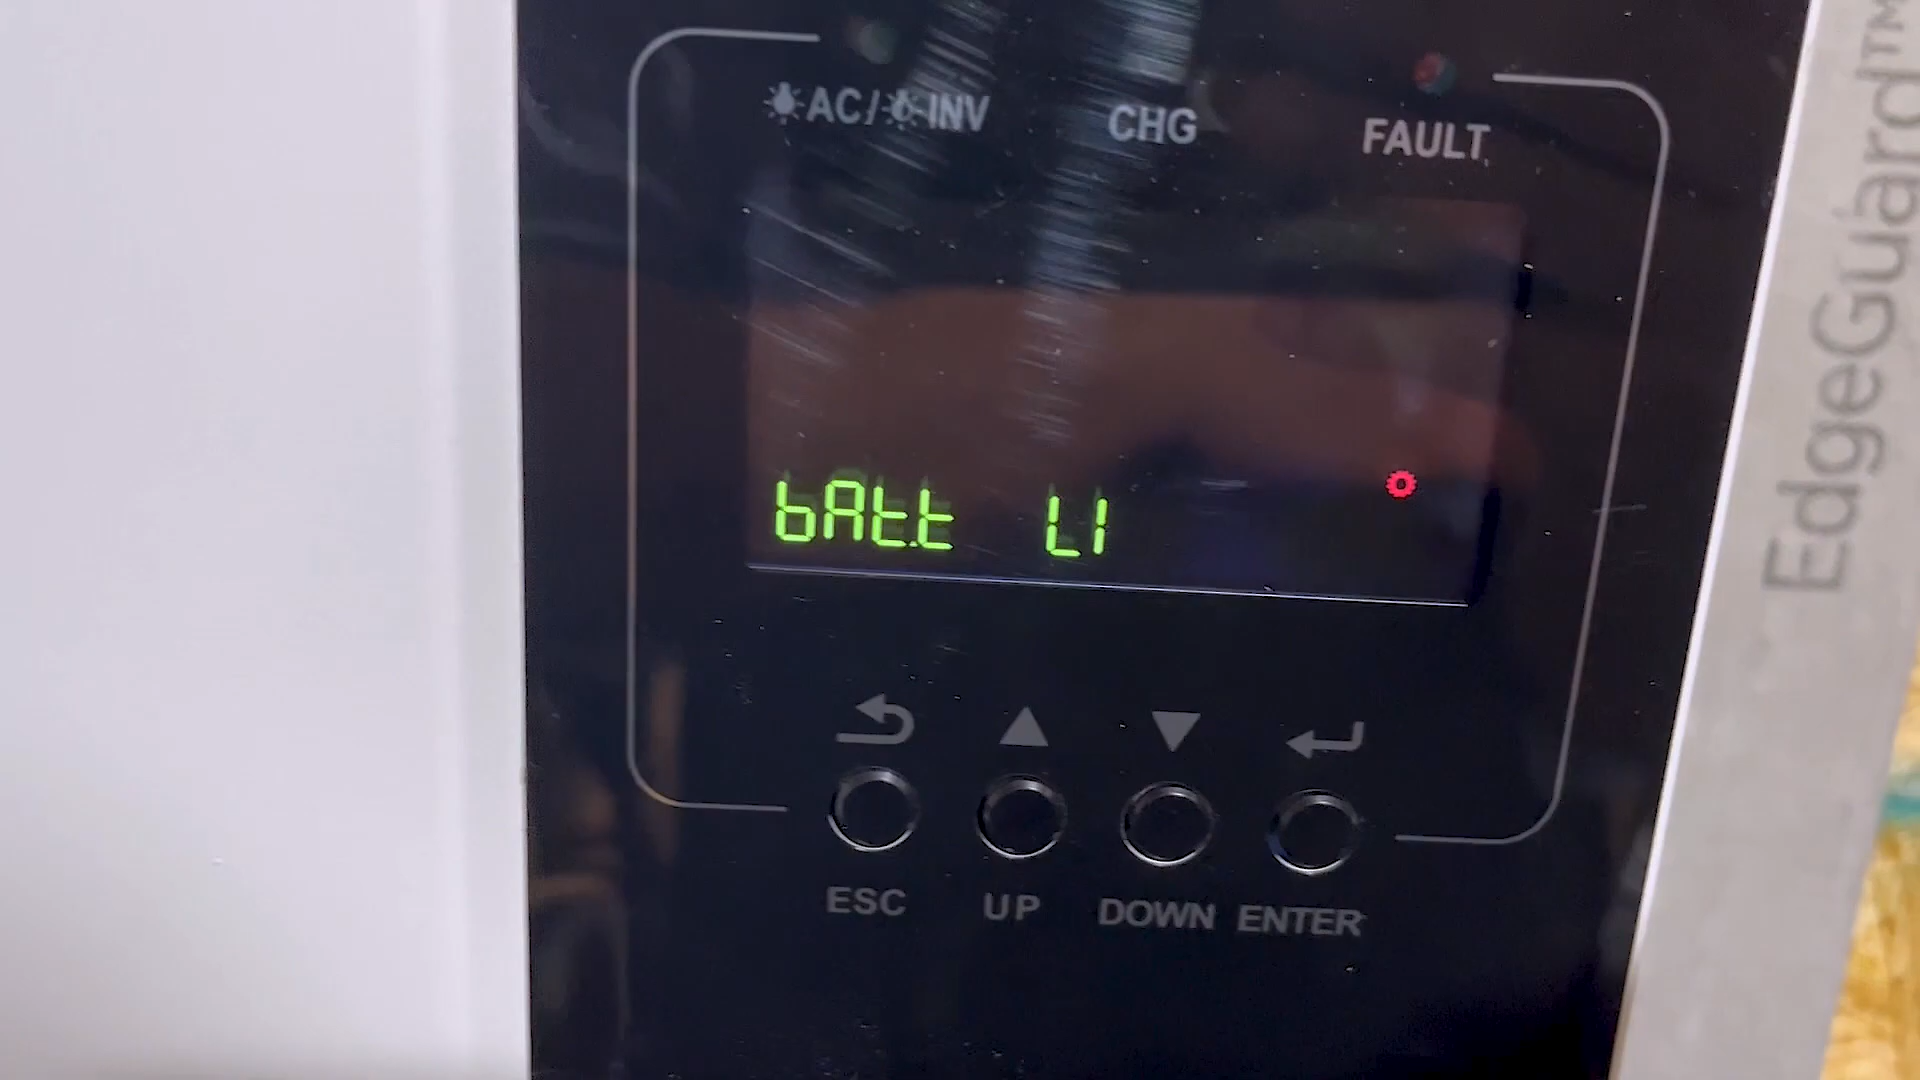 AC/ INV
CHG
FAULT
bAtt LI
ESC
UP
DOWN
ENTER
EdgeGuard™